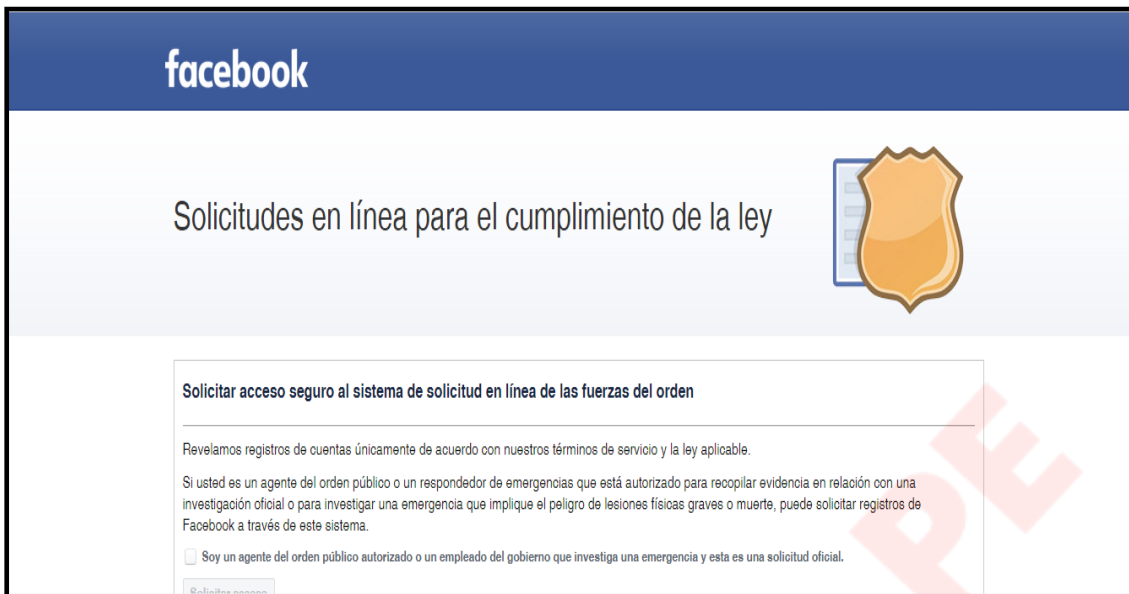 facebook
Solicitudes en línea para el cumplimiento de la ley
Solicitar acceso seguro al sistema de solicitud en línea de las fuerzas del orden
Revelamos registros de cuentas únicamente de acuerdo con nuestros términos de servicio y la ley aplicable.
Si usted es un agente del orden público o un respondedor de emergencias que está autorizado para recopilar evidencia en relación con una
investigación oficial o para investigar una emergencia que implique el peligro de lesiones físicas graves o muerte, puede solicitar registros de
Facebook a través de este sistema.
Soy un agente del orden público autorizado o un empleado del gobierno que investiga una emergencia y esta es una solicitud oficial.
Solicitar acceso
PE